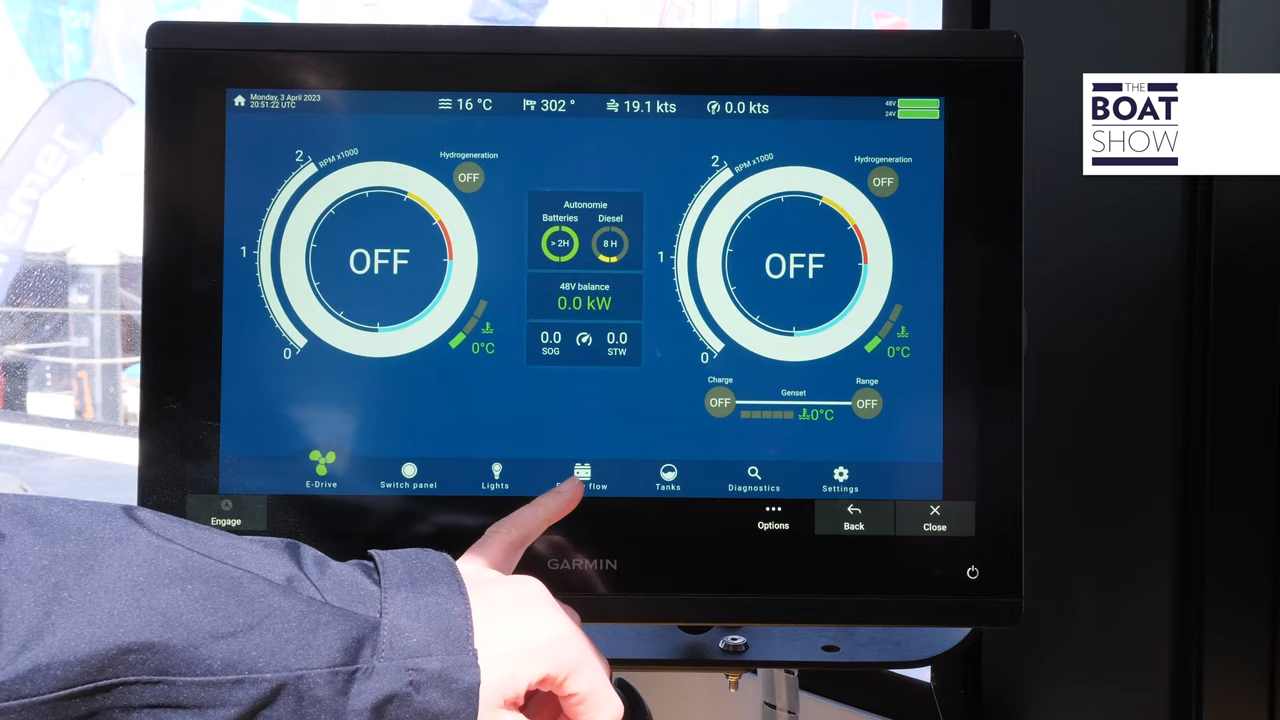 Monday, 3 April 2023
20:51:22 UTC
16 °C
302 °
19.1 kts
0.0 kts
48V
24V
THE
BOAT
SHOW
2
RPM x1000
1
0
OFF
Hydrogeneration
OFF
0°C
Autonomie
Batteries
Diesel
> 2H
8 H
48V balance
0.0 kW
0.0
SOG
0.0
STW
2
RPM x1000
1
0
OFF
Hydrogeneration
OFF
0°C
Charge
OFF
Genset
0°C
Range
OFF
E-Drive
Switch panel
Lights
flow
Tanks
Diagnostics
Settings
Engage
Options
Back
Close
GARMIN